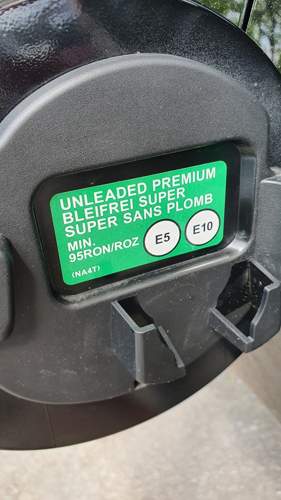 UNLEADED PREMIUM
BLEIFREI SUPER
SUPER SANS PLOMB
MIN.
95RON/ROZ E5 E10
(NA4T)